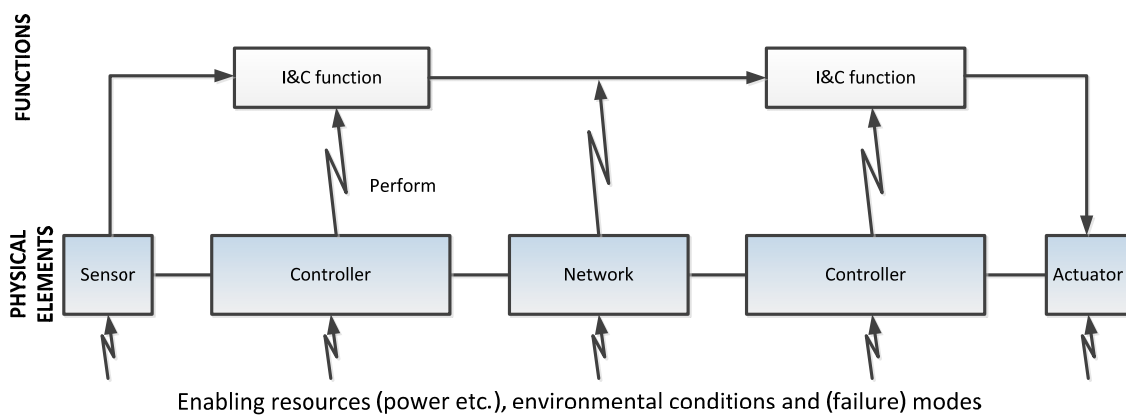 FUNCTIONS
I&C function
I&C function
Perform
PHYSICAL
ELEMENTS
Sensor
Controller
Network
Controller
Actuator
Enabling resources (power etc.), environmental conditions and (failure) modes